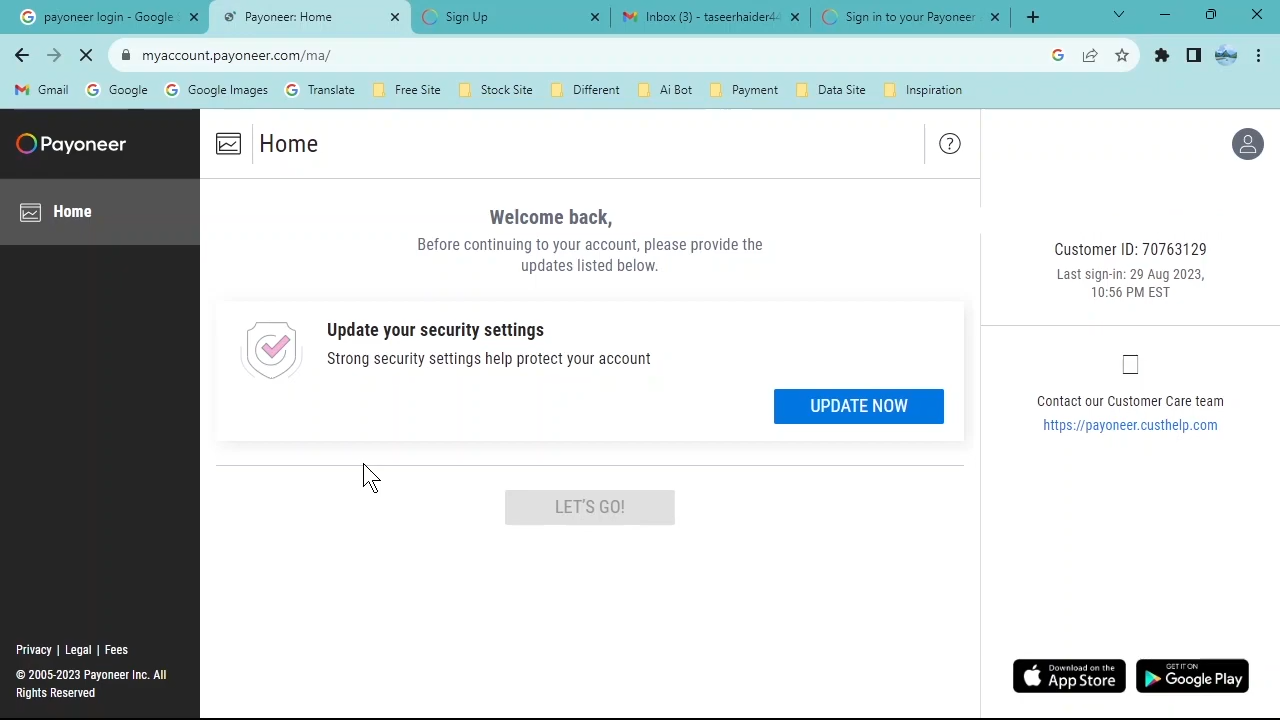 payoneer login - Google
Payoneer: Home
Sign Up
Inbox (3) - taseerhaider44
Sign in to your Payoneer
myaccount.payoneer.com/ma/
Gmail
Google
Google Images
Translate
Free Site
Stock Site
Different
Ai Bot
Payment
Data Site
Inspiration
Payoneer
Home
Home
Welcome back,
Before continuing to your account, please provide the
updates listed below.
Update your security settings
Strong security settings help protect your account
UPDATE NOW
LET'S GO!
Customer ID: 70763129
Last sign-in: 29 Aug 2023,
10:56 PM EST
Contact our Customer Care team
https://payoneer.custhelp.com
Privacy | Legal | Fees
© 2005-2023 Payoneer Inc. All
Rights Reserved
Download on the
App Store
GET IT ON
Google Play